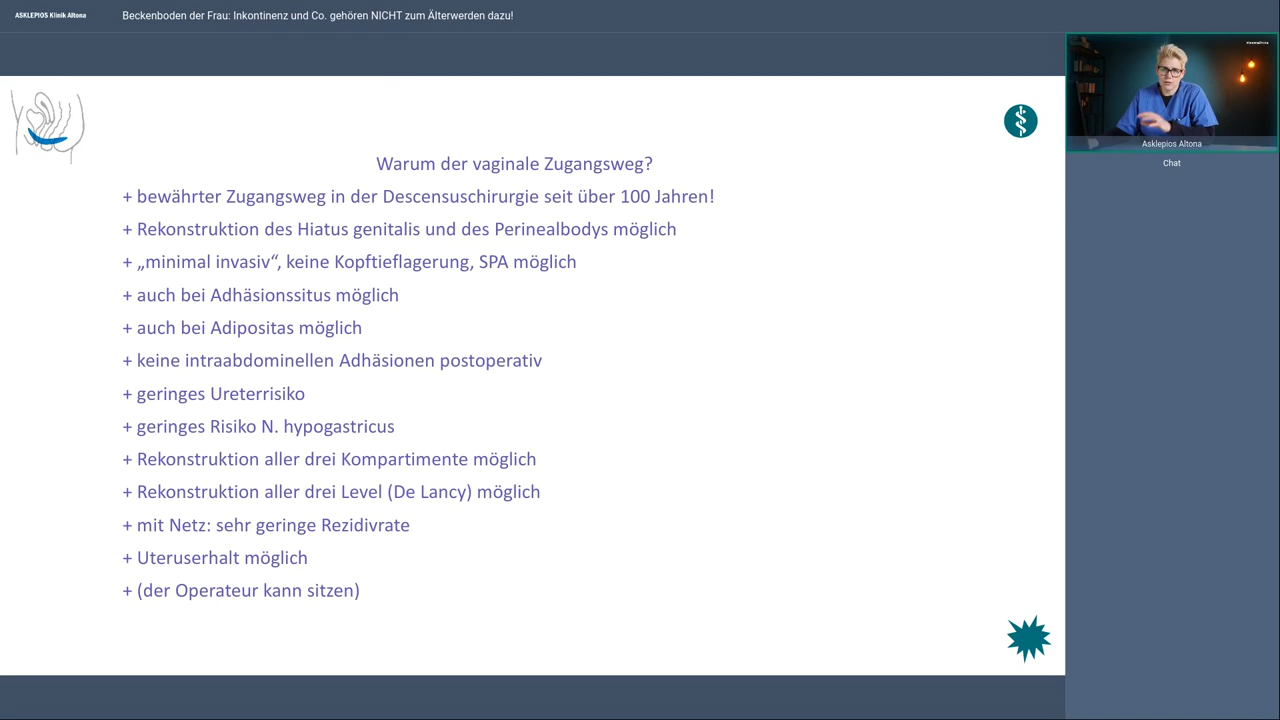 ASKLEPIOS Klinik Altona
Beckenboden der Frau: Inkontinenz und Co. gehören NICHT zum Älterwerden dazu!
Warum der vaginale Zugangsweg?
+ bewährter Zugangsweg in der Descensuschirurgie seit über 100 Jahren!
+ Rekonstruktion des Hiatus genitalis und des Perinealbodys möglich
+ „minimal invasiv“, keine Kopftieflagerung, SPA möglich
+ auch bei Adhäsionssitus möglich
+ auch bei Adipositas möglich
+ keine intraabdominellen Adhäsionen postoperativ
+ geringes Ureterrisiko
+ geringes Risiko N. hypogastricus
+ Rekonstruktion aller drei Kompartimente möglich
+ Rekonstruktion aller drei Level (De Lancy) möglich
+ mit Netz: sehr geringe Rezidivrate
+ Uteruserhalt möglich
+ (der Operateur kann sitzen)
Asklepios Altona
Chat